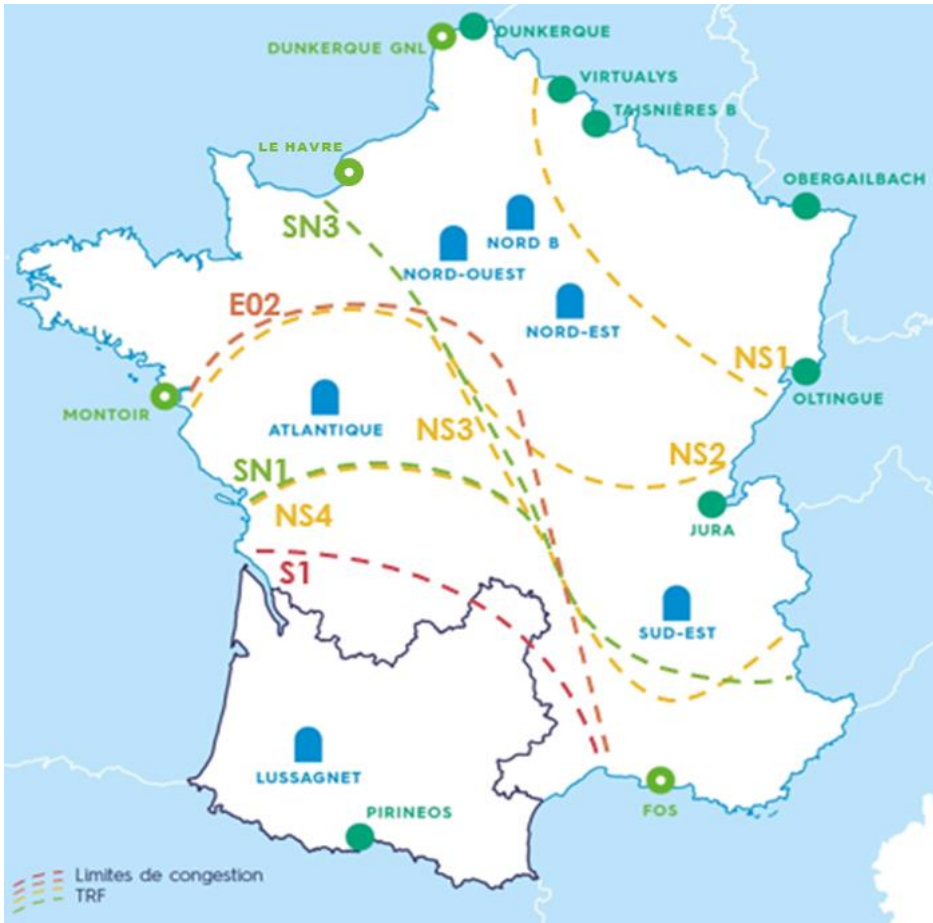 DUNKERQUE GNL
DUNKERQUE
VIRTUALYS
TAISNIÈRES B
LE HAVRE
OBERGAILBACH
SN3
NORD B
NORD-OUEST
E02
NORD-EST
NS1
OLTINGUE
MONTOIR
ATLANTIQUE
NS3
NS2
SN1
NS4
JURA
S1
SUD-EST
LUSSAGNET
PIRINEOS
FOS
Limites de congestion
TRF